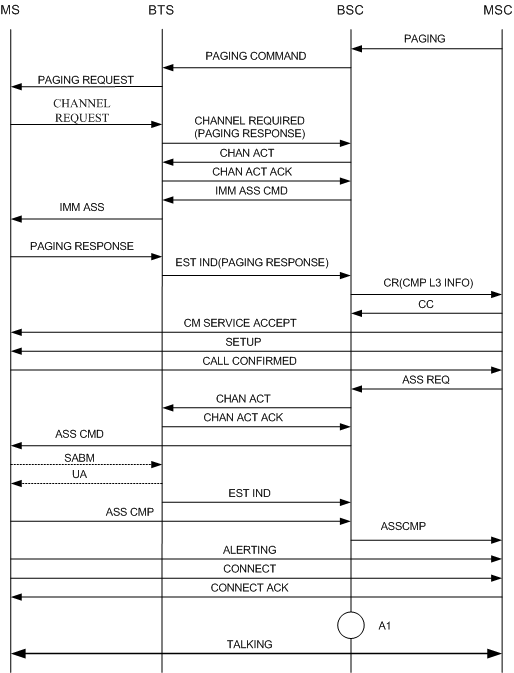 MS BTS BSC MSC
PAGING
PAGING COMMAND
PAGING REQUEST
CHANNEL
REQUEST
CHANNEL REQUIRED
(PAGING RESPONSE)
CHAN ACT
CHAN ACT ACK
IMM ASS CMD
IMM ASS
PAGING RESPONSE
EST IND(PAGING RESPONSE)
CR(CMP L3 INFO)
CC
CM SERVICE ACCEPT
SETUP
CALL CONFIRMED
ASS REQ
CHAN ACT
CHAN ACT ACK
ASS CMD
SABM
UA
EST IND
ASS CMP
ASSCMP
ALERTING
CONNECT
CONNECT ACK
A1
TALKING